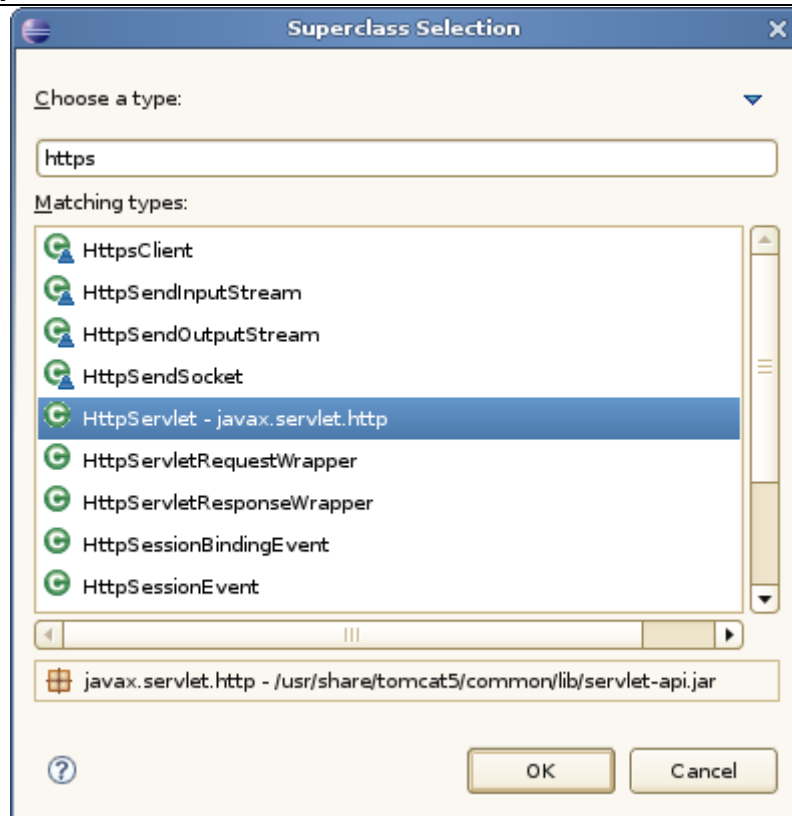 Superclass Selection
Choose a type:
https
Matching types:
HttpsClient
HttpSendInputStream
HttpSendOutputStream
HttpSendSocket
HttpServlet - javax.servlet.http
HttpServletRequestWrapper
HttpServletResponseWrapper
HttpSessionBindingEvent
HttpSessionEvent
javax.servlet.http - /usr/share/tomcat5/common/lib/servlet-api.jar
OK
Cancel